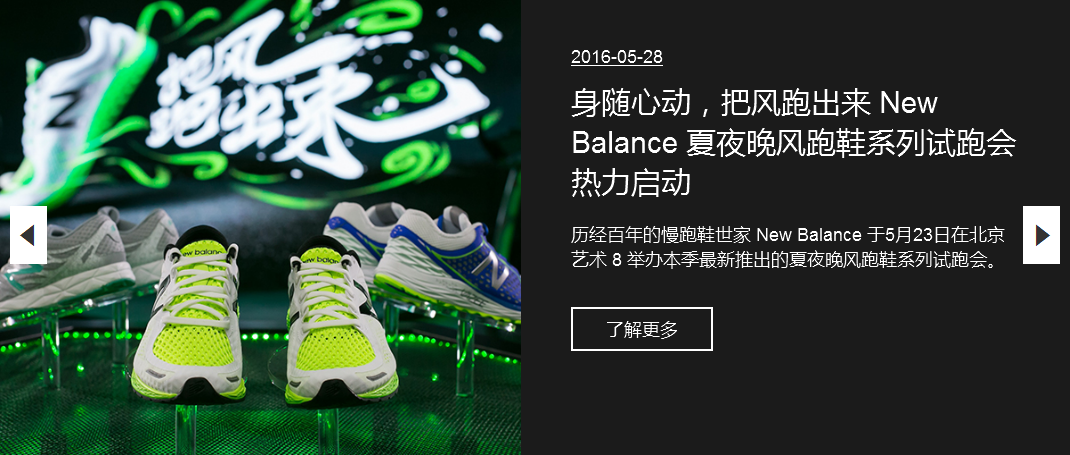 把风
跑出来
new balance
new balance
2016-05-28
身随心动，把风跑出来 New
Balance 夏夜晚风跑鞋系列试跑会
热力启动
历经百年的慢跑鞋世家 New Balance 于5月23日在北京
艺术 8 举办本季最新推出的夏夜晚风跑鞋系列试跑会。
了解更多